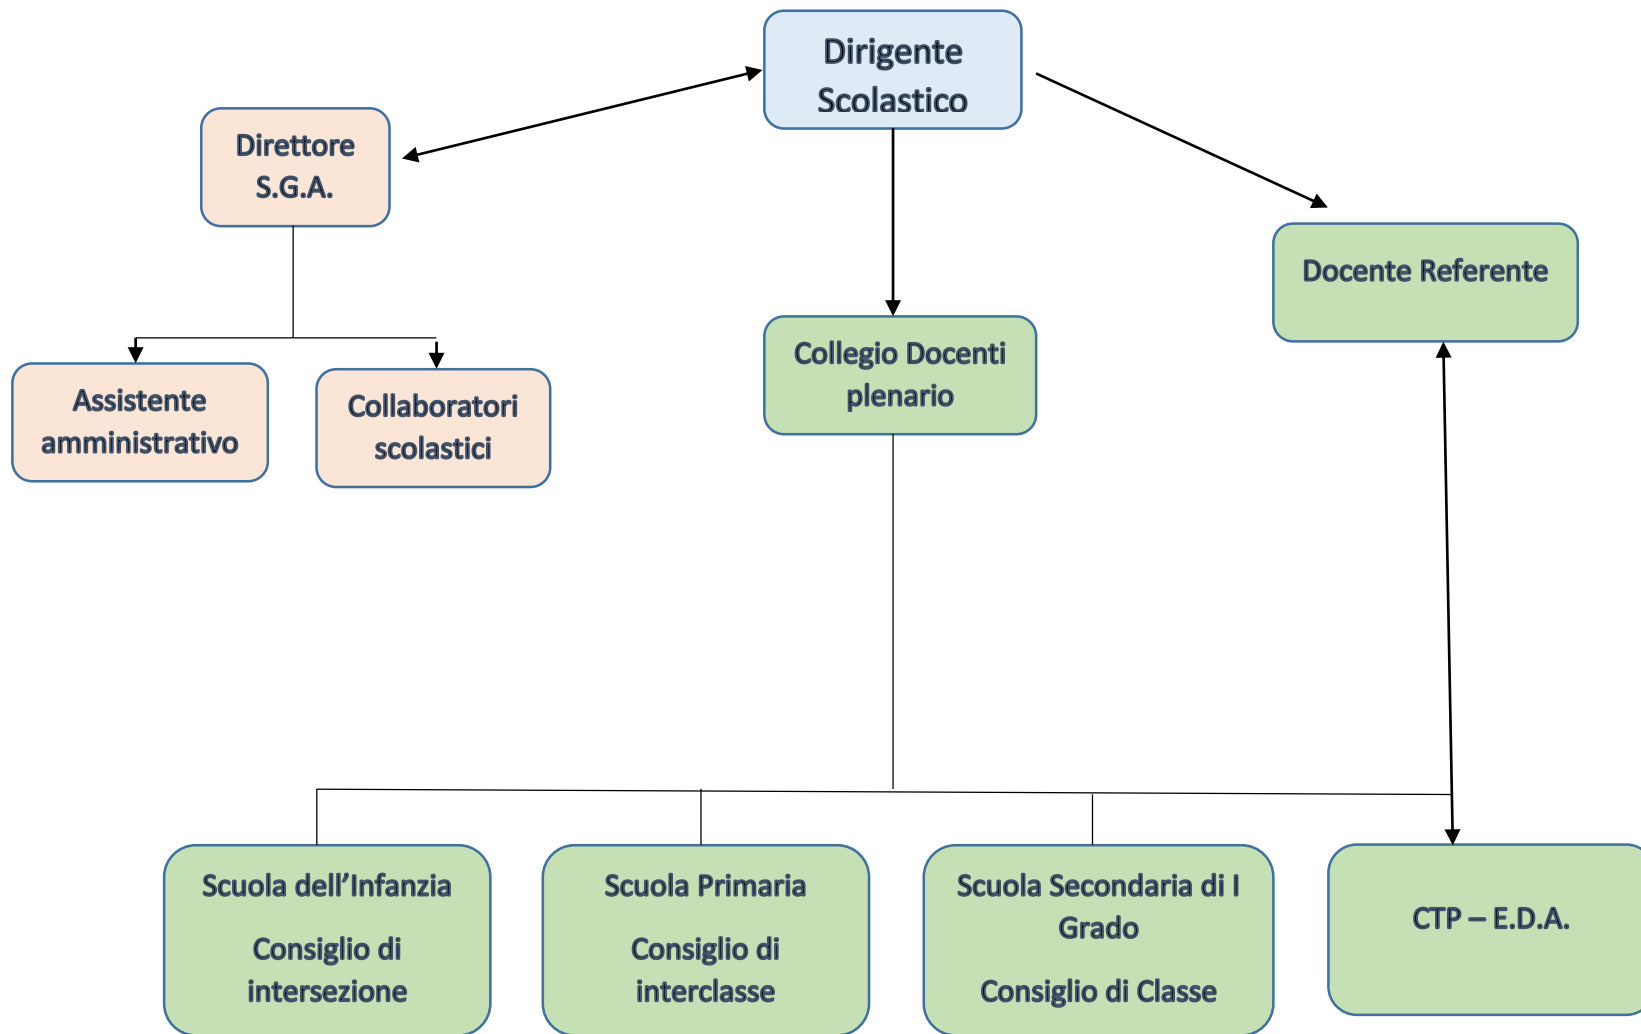 Dirigente
Scolastico
Direttore
S.G.A.
Docente Referente
Collegio Docenti
plenario
Assistente
amministrativo
Collaboratori
scolastici
Scuola dell’Infanzia
Consiglio di
intersezione
Scuola Primaria
Consiglio di
interclasse
Scuola Secondaria di I
Grado
Consiglio di Classe
CTP – E.D.A.